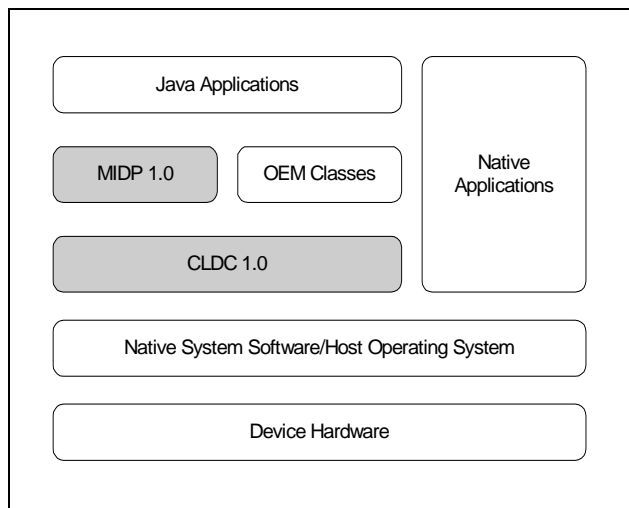 Java Applications
MIDP 1.0
OEM Classes
Native
Applications
CLDC 1.0
Native System Software/Host Operating System
Device Hardware